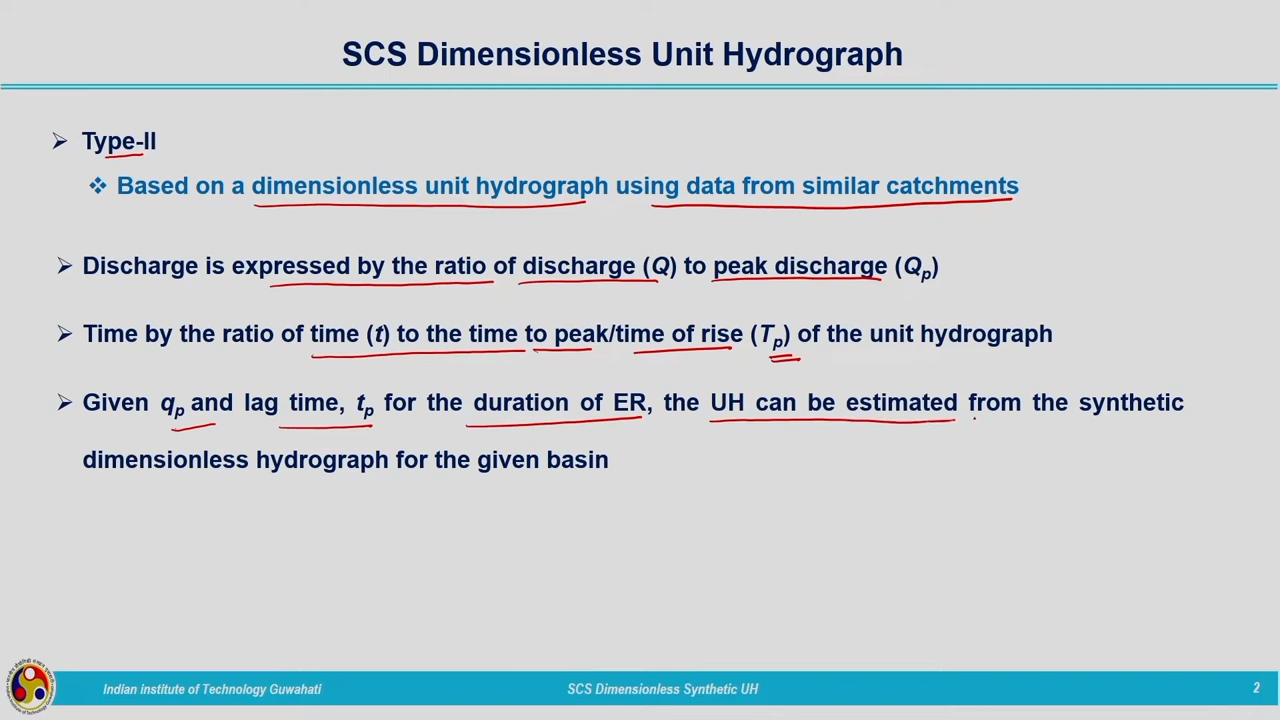 SCS Dimensionless Unit Hydrograph
Type-II
Based on a dimensionless unit hydrograph using data from similar catchments
Discharge is expressed by the ratio of discharge (Q) to peak discharge (Qp)
Time by the ratio of time (t) to the time to peak/time of rise (Tp) of the unit hydrograph
Given qp and lag time, tp for the duration of ER, the UH can be estimated from the synthetic
dimensionless hydrograph for the given basin
Indian institute of Technology Guwahati
SCS Dimensionless Synthetic UH
2